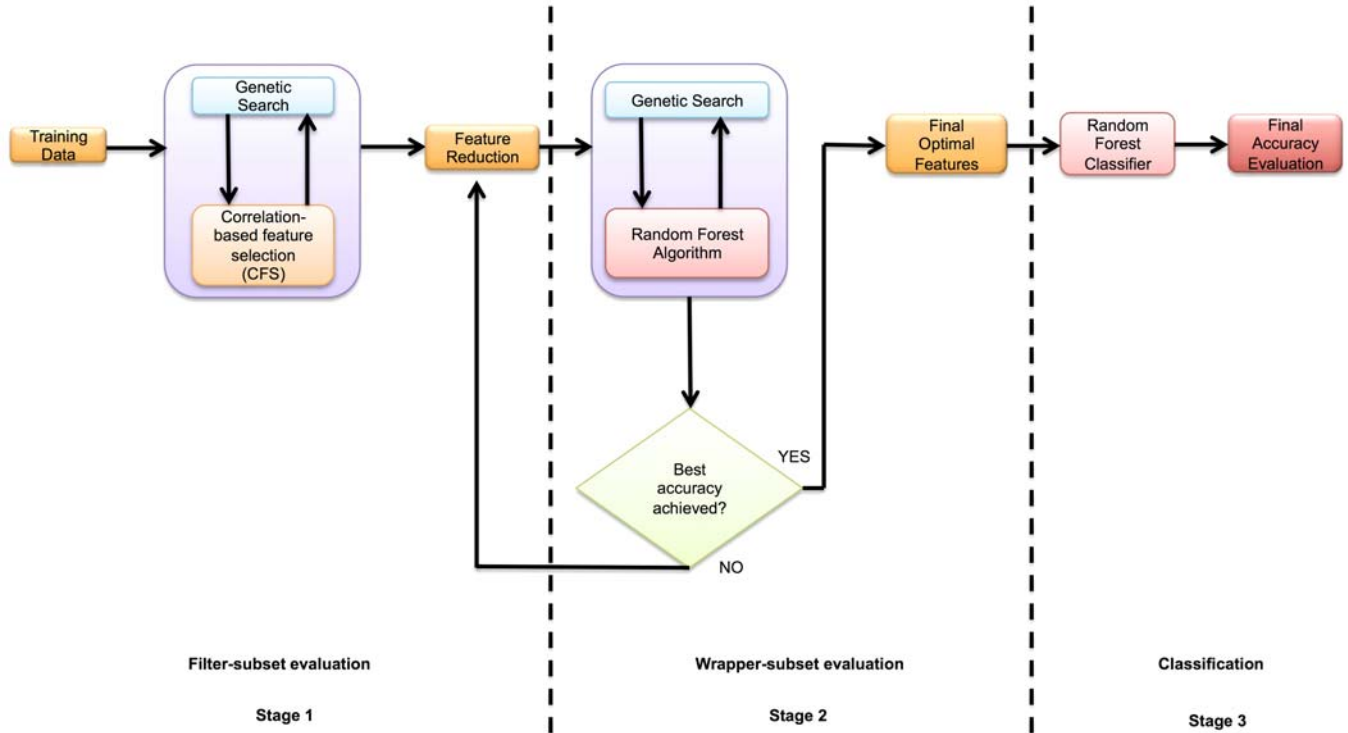 Training
Data
Genetic
Search
Correlation-
based feature
selection
(CFS)
Feature
Reduction
Genetic Search
Random Forest
Algorithm
Best
accuracy
achieved?
YES
NO
Final
Optimal
Features
Random
Forest
Classifier
Final
Accuracy
Evaluation
Filter-subset evaluation
Stage 1
Wrapper-subset evaluation
Stage 2
Classification
Stage 3